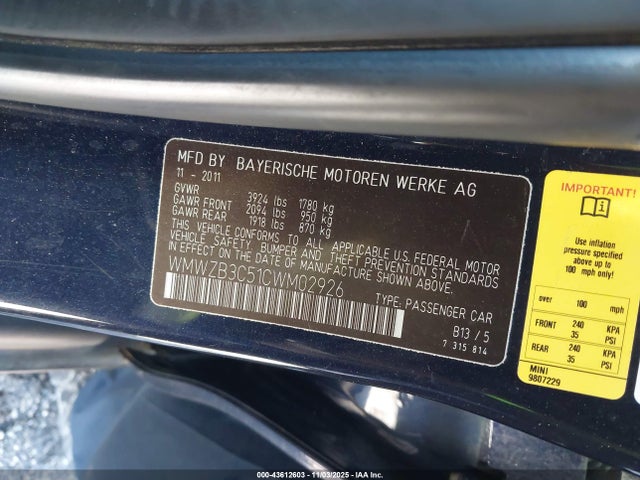 MFD BY BAYERISCHE MOTOREN WERKE AG
11 - 2011
GVWR 3924 lbs 1780 kg
GAWR FRONT 2094 lbs 950 kg
GAWR REAR 1918 lbs 870 kg
THIS VEHICLE CONFORMS TO ALL APPLICABLE U.S. FEDERAL MOTOR
VEHICLE SAFETY, BUMPER AND THEFT PREVENTION STANDARDS
IN EFFECT ON THE DATE OF MANUFACTURE SHOWN ABOVE.
WMWZB3C51CWM02926
TYPE: PASSENGER CAR
B13 / 5
7 315 814
IMPORTANT!
Use inflation
pressure specified
above up to
100 mph only!
over 100 mph
FRONT 240 KPA
35 PSI
REAR 240 KPA
35 PSI
MINI
9807229
000-43612603 - 11/03/2025 - IAAI IMAGE - COPYRIGHT IAA, LLC